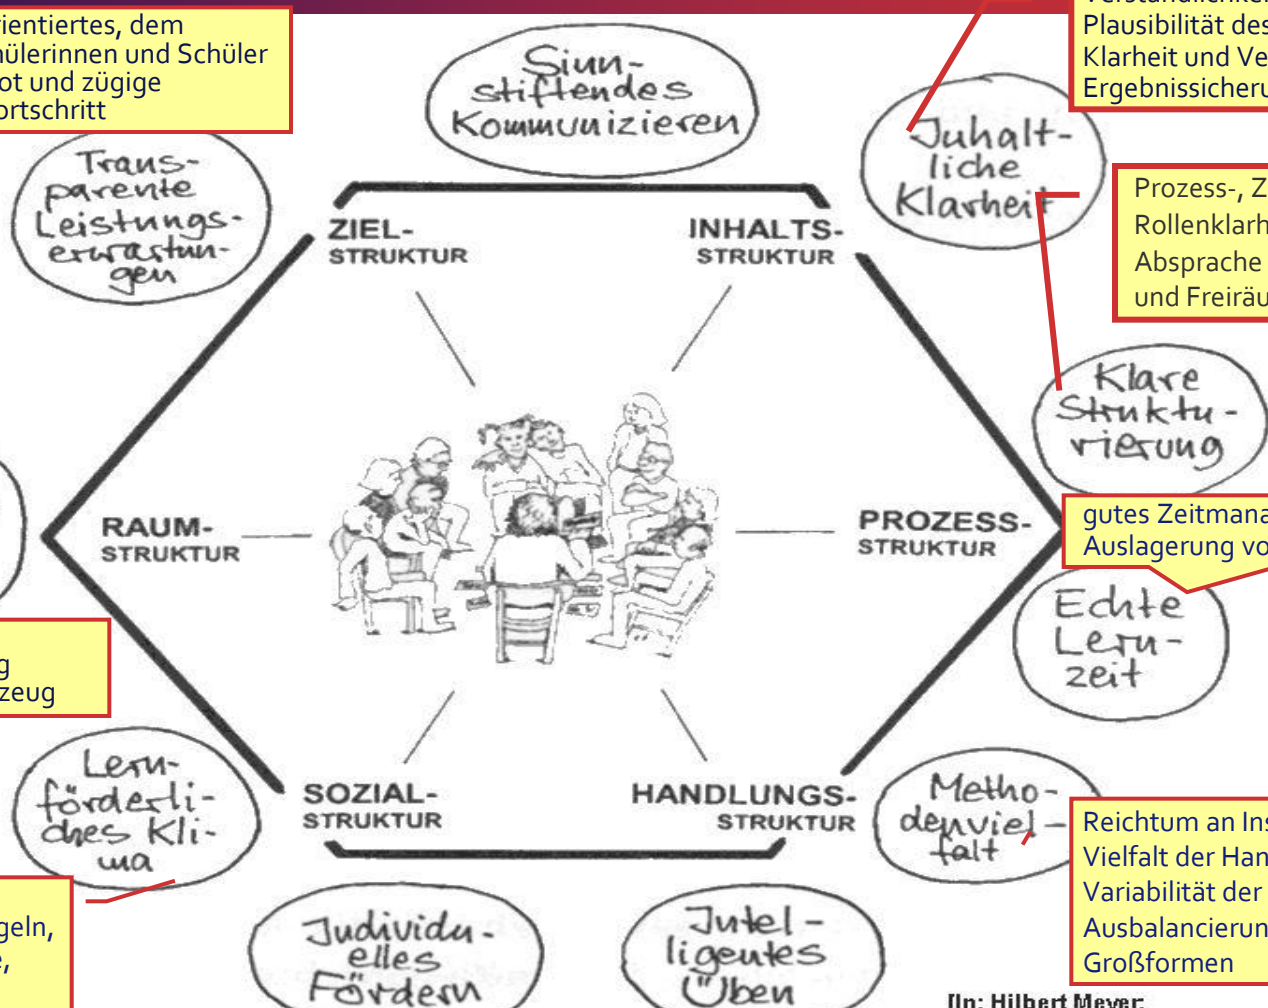 rientiertes, dem
hülerinnen und Schüler
ot und zügige
ortschritt
Sinn-
stiftendes
Kommunizieren
Plausibilität des
Klarheit und Ve
Ergebnissicheru
Inhalt-
liche
Klarheit
Trans-
parente
Leistungs-
erwartun-
gen
ZIEL-
STRUKTUR
INHALTS-
STRUKTUR
Prozess-, Z
Rollenklarh
Absprache
und Freiräu
Klare
Struktu-
rierung
RAUM-
STRUKTUR
PROZESS-
STRUKTUR
gutes Zeitmana
Auslagerung vo
Echte
Lern-
zeit
g
zeug
Lern-
förderli-
ches Kli-
ma
SOZIAL-
STRUKTUR
HANDLUNGS-
STRUKTUR
Metho-
denviel-
falt
Reichtum an Ins
Vielfalt der Han
Variabilität der
Ausbalancierun
Großformen
geln,
e,
Individu-
elles
Fördern
Intel-
ligentes
Üben
[In: Hilbert Meyer: